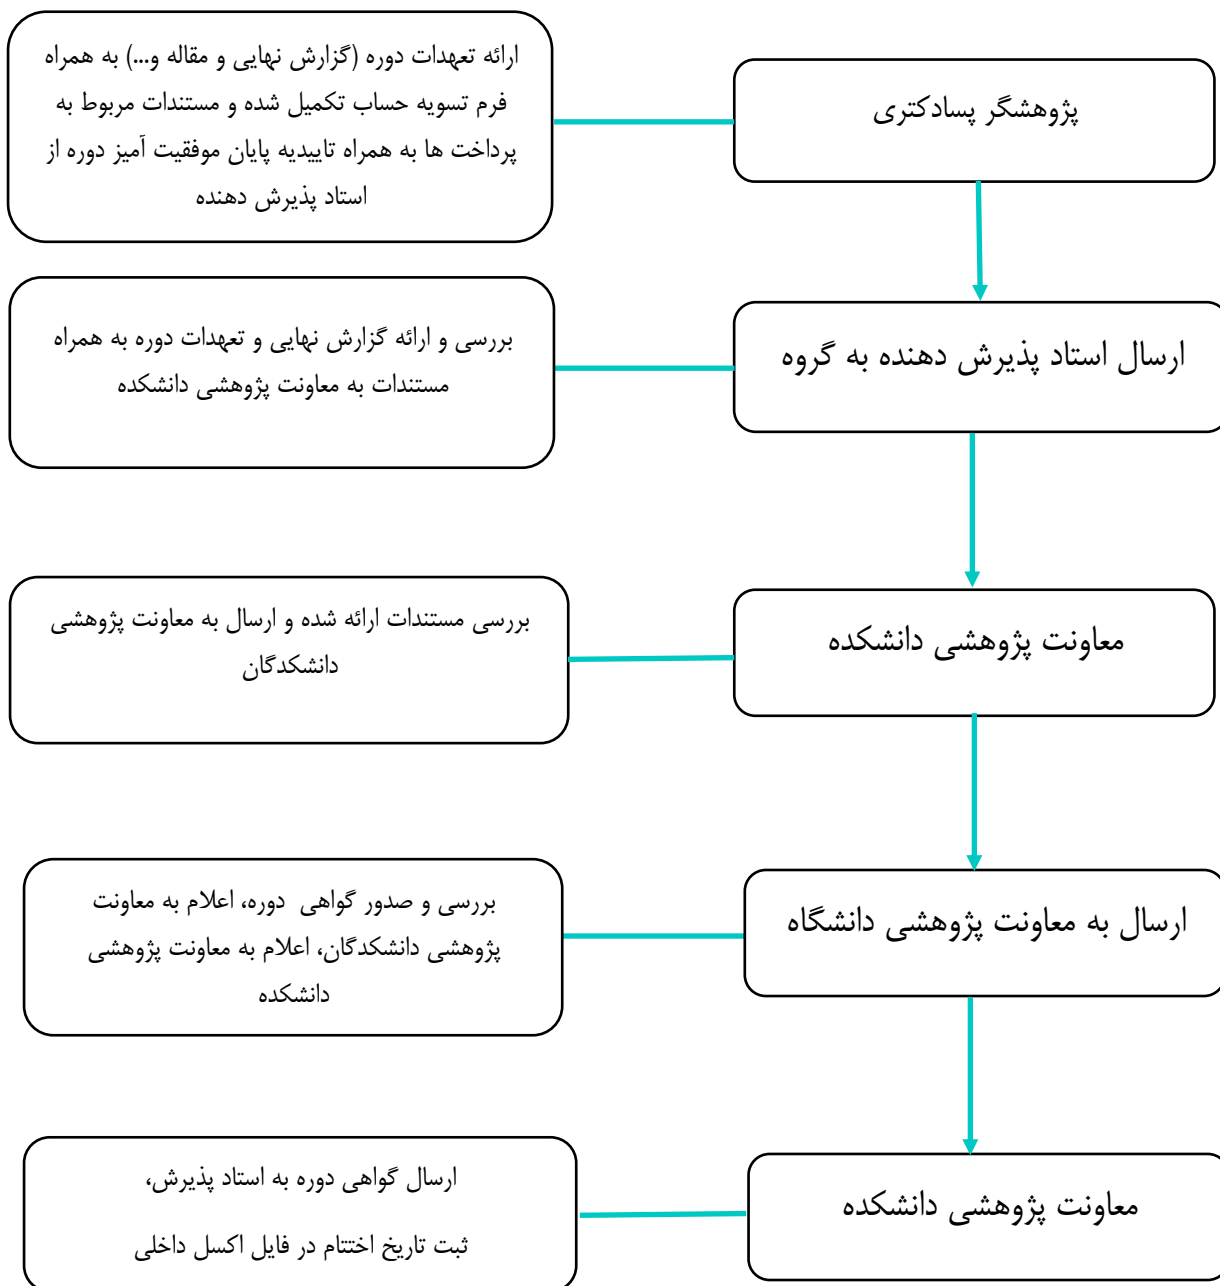 پژوهشگر پسادکتری
ارائه تعهدات دوره (گزارش نهایی و مقاله و...) به همراه
فرم تسویه حساب تکمیل شده و مستندات مربوط به
پرداخت ها به همراه تاییدیه پایان موفقیت آمیز دوره از
استاد پذیرش دهنده
ارسال استاد پذیرش دهنده به گروه
بررسی و ارائه گزارش نهایی و تعهدات دوره به همراه
مستندات به معاونت پژوهشی دانشکده
معاونت پژوهشی دانشکده
بررسی مستندات ارائه شده و ارسال به معاونت پژوهشی
دانشکدگان
ارسال به معاونت پژوهشی دانشگاه
بررسی و صدور گواهی دوره، اعلام به معاونت
پژوهشی دانشکدگان، اعلام به معاونت پژوهشی
دانشکده
معاونت پژوهشی دانشکده
ارسال گواهی دوره به استاد پذیرش،
ثبت تاریخ اختتام در فایل اکسل داخلی